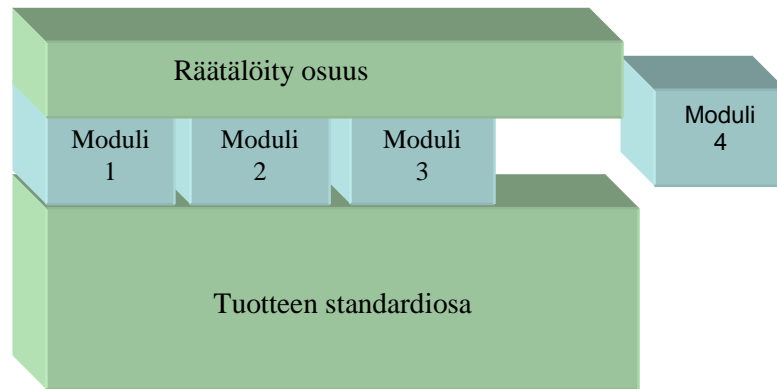 Räätälöity osuus
Moduli
1
Moduli
2
Moduli
3
Moduli
4
Tuotteen standardiosa